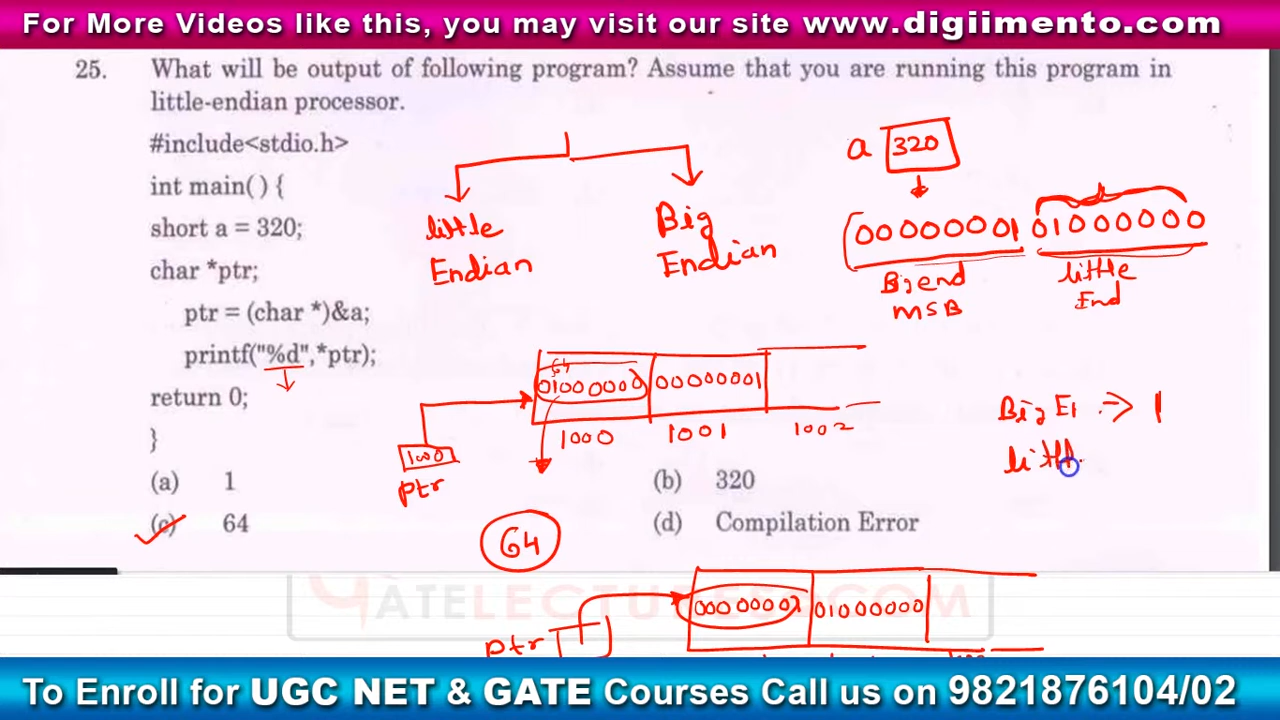 For More Videos like this, you may visit our site www.digiimento.com
25. What will be output of following program? Assume that you are running this program in
little-endian processor.
#include<stdio.h>
int main( ) {
short a = 320;
char *ptr;
ptr = (char *)&a;
printf("%d",*ptr);
return 0;
}
(a) 1
(b) 320
(c) 64
(d) Compilation Error
little
Endian
Big
Endian
a 320
00000001 01000000
Big end
MSB
little
End
64
01000000 00000001
1000 1001 1002
1000
ptr
64
Big E1 → 1
littl
00000001 01000000
ptr
GATELECTURES.COM
To Enroll for UGC NET & GATE Courses Call us on 9821876104/02